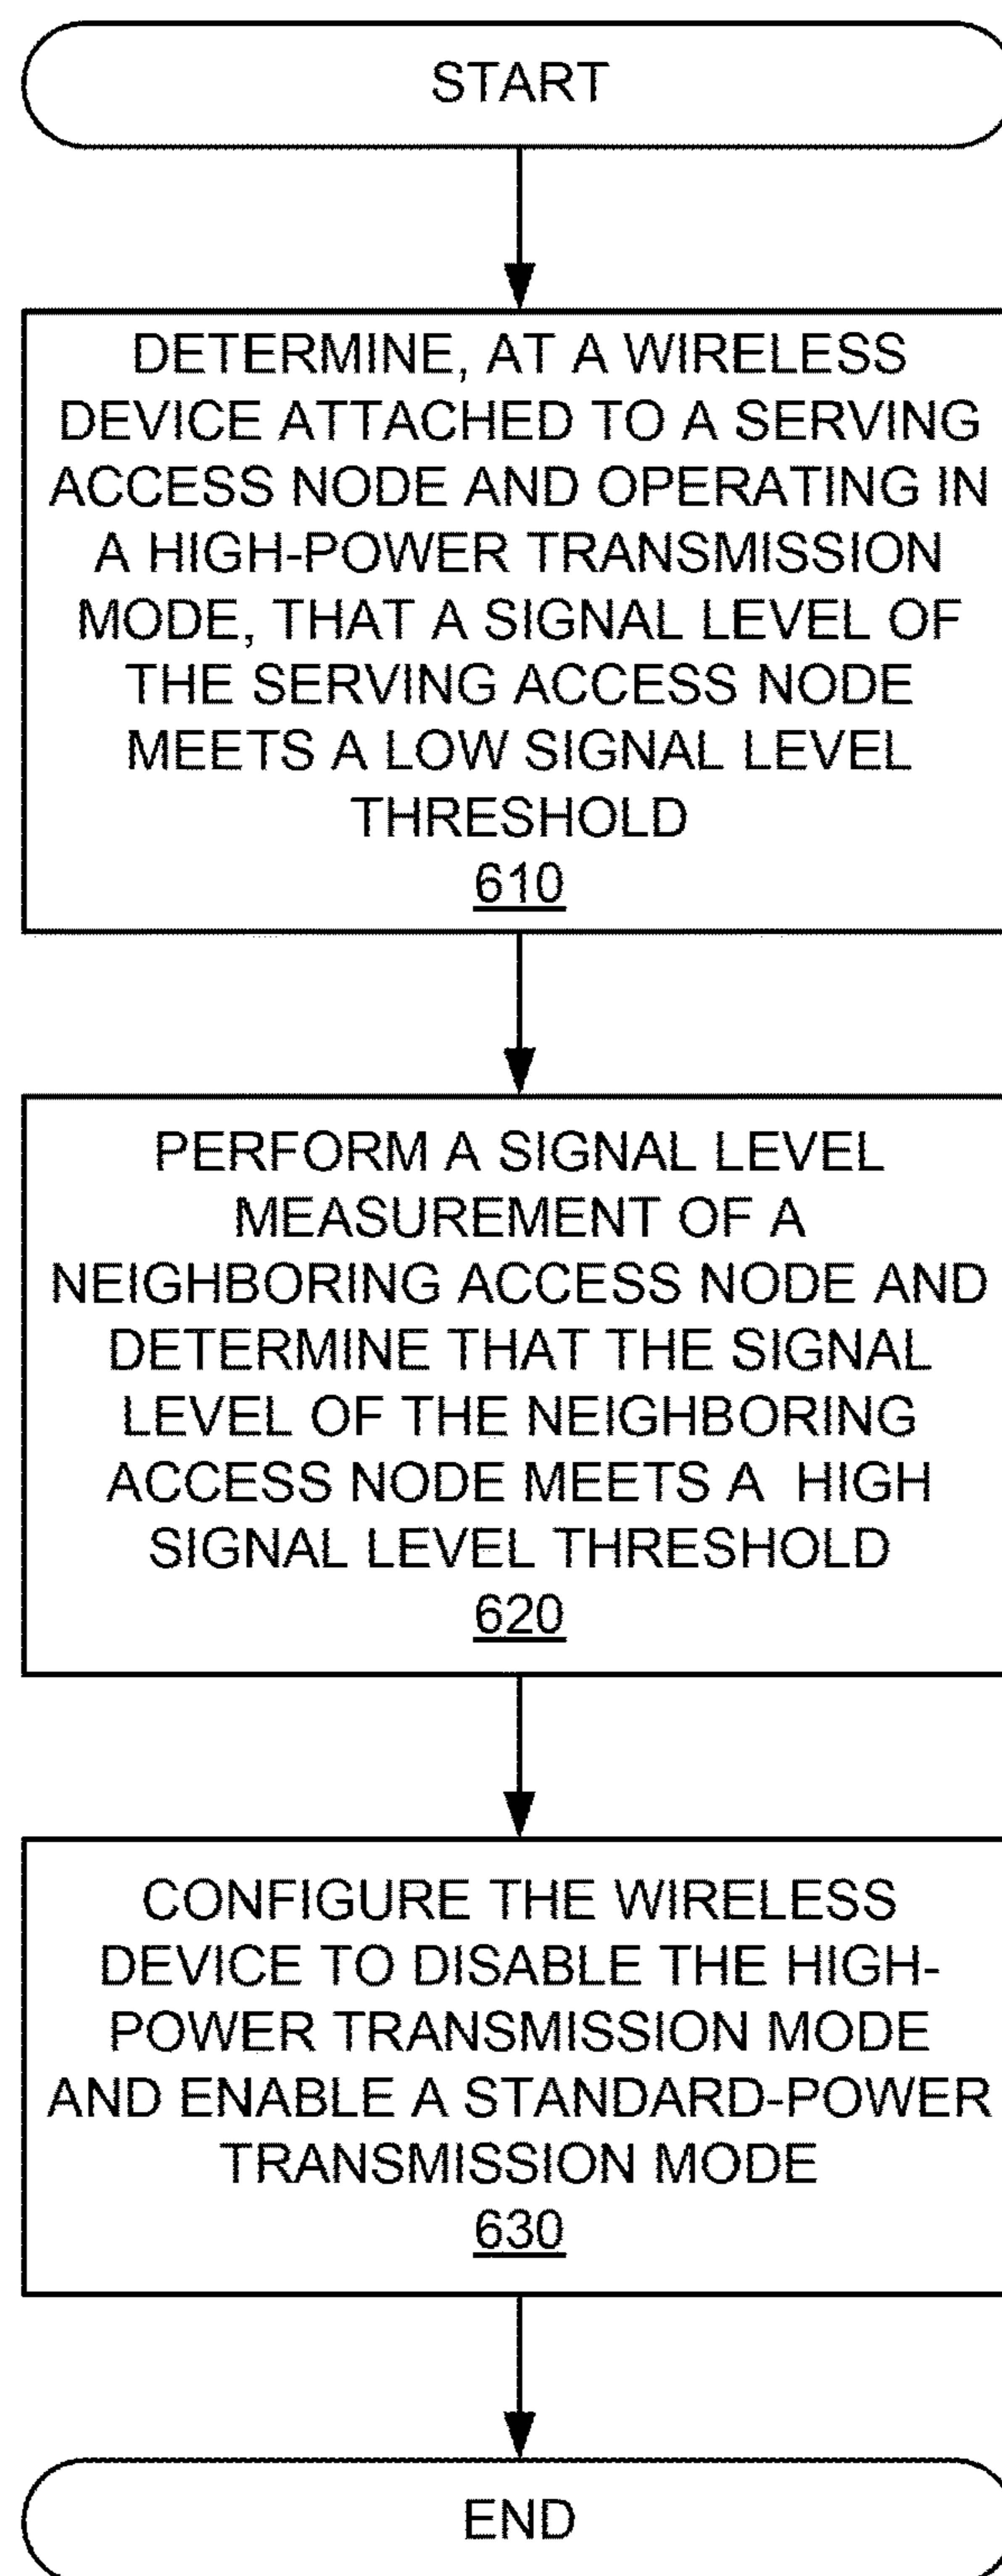 START
DETERMINE, AT A WIRELESS
DEVICE ATTACHED TO A SERVING
ACCESS NODE AND OPERATING IN
A HIGH-POWER TRANSMISSION
MODE, THAT A SIGNAL LEVEL OF
THE SERVING ACCESS NODE
MEETS A LOW SIGNAL LEVEL
THRESHOLD
610
PERFORM A SIGNAL LEVEL
MEASUREMENT OF A
NEIGHBORING ACCESS NODE AND
DETERMINE THAT THE SIGNAL
LEVEL OF THE NEIGHBORING
ACCESS NODE MEETS A HIGH
SIGNAL LEVEL THRESHOLD
620
CONFIGURE THE WIRELESS
DEVICE TO DISABLE THE HIGH-
POWER TRANSMISSION MODE
AND ENABLE A STANDARD-POWER
TRANSMISSION MODE
630
END